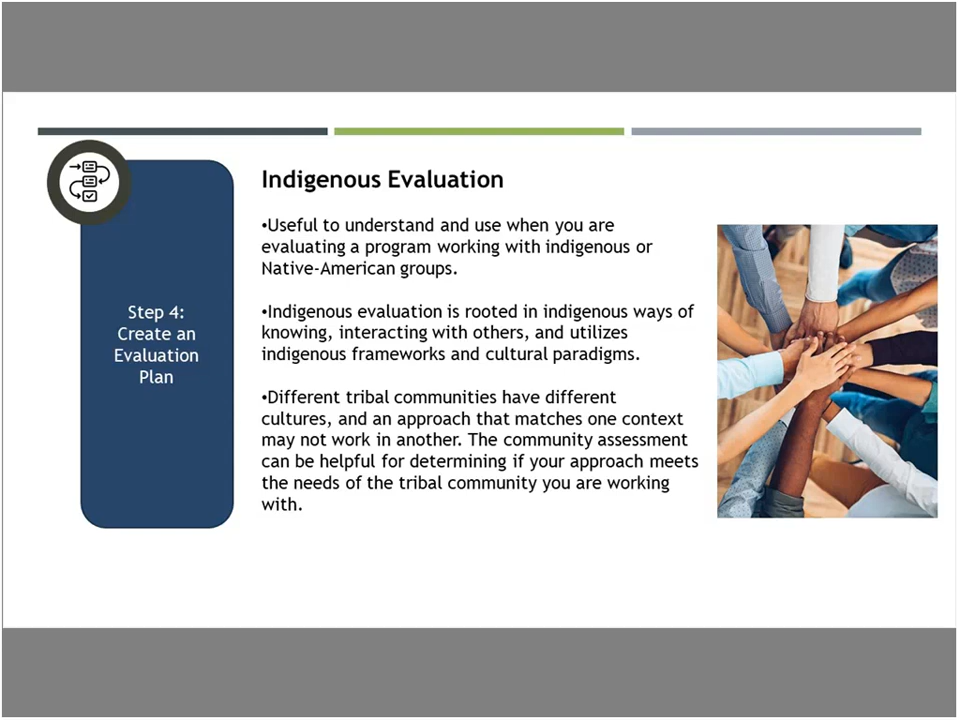 Indigenous Evaluation
Step 4:
Create an
Evaluation
Plan
•Useful to understand and use when you are
evaluating a program working with indigenous or
Native-American groups.
•Indigenous evaluation is rooted in indigenous ways of
knowing, interacting with others, and utilizes
indigenous frameworks and cultural paradigms.
•Different tribal communities have different
cultures, and an approach that matches one context
may not work in another. The community assessment
can be helpful for determining if your approach meets
the needs of the tribal community you are working
with.